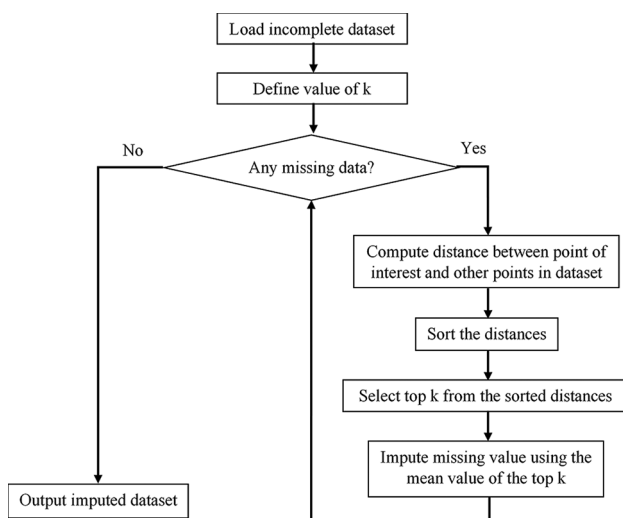 Load incomplete dataset
Define value of k
No
Yes
Any missing data?
Compute distance between point of
interest and other points in dataset
Sort the distances
Select top k from the sorted distances
Impute missing value using the
mean value of the top k
Output imputed dataset